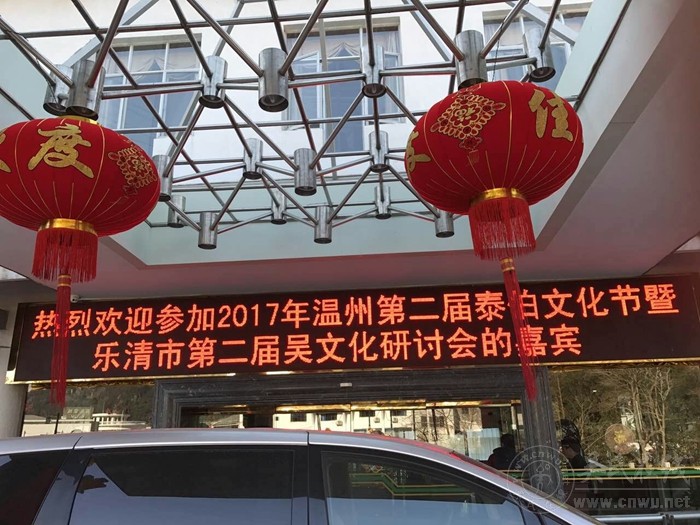 度
佳
热烈欢迎参加2017年温州第二届泰伯文化节暨
乐清市第二届吴文化研讨会的嘉宾
www.cnwu.net